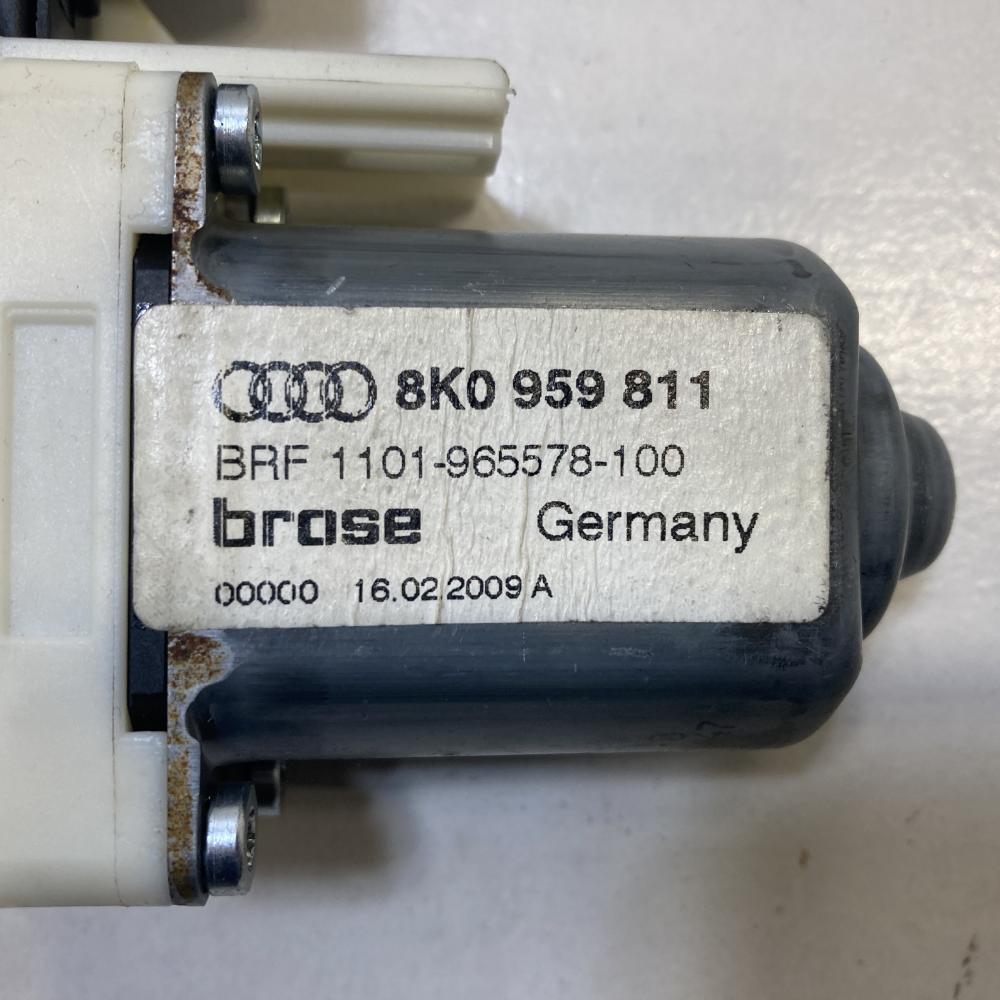 8K0 959 811
BRF 1101-965578-100
brose Germany
00000 16.02.2009 A